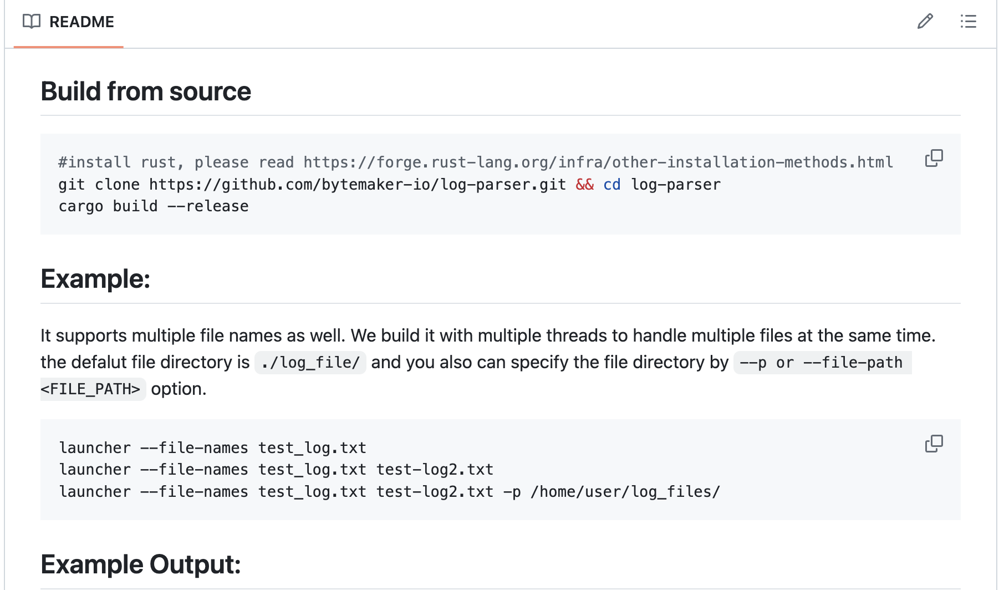 README
Build from source
#install rust, please read https://forge.rust-lang.org/infra/other-installation-methods.html
git clone https://github.com/bytemaker-io/log-parser.git && cd log-parser
cargo build --release
Example:
It supports multiple file names as well. We build it with multiple threads to handle multiple files at the same time.
the defalut file directory is ./log_file/ and you also can specify the file directory by --p or --file-path
<FILE_PATH> option.
launcher --file-names test_log.txt
launcher --file-names test_log.txt test-log2.txt
launcher --file-names test_log.txt test-log2.txt -p /home/user/log_files/
Example Output: